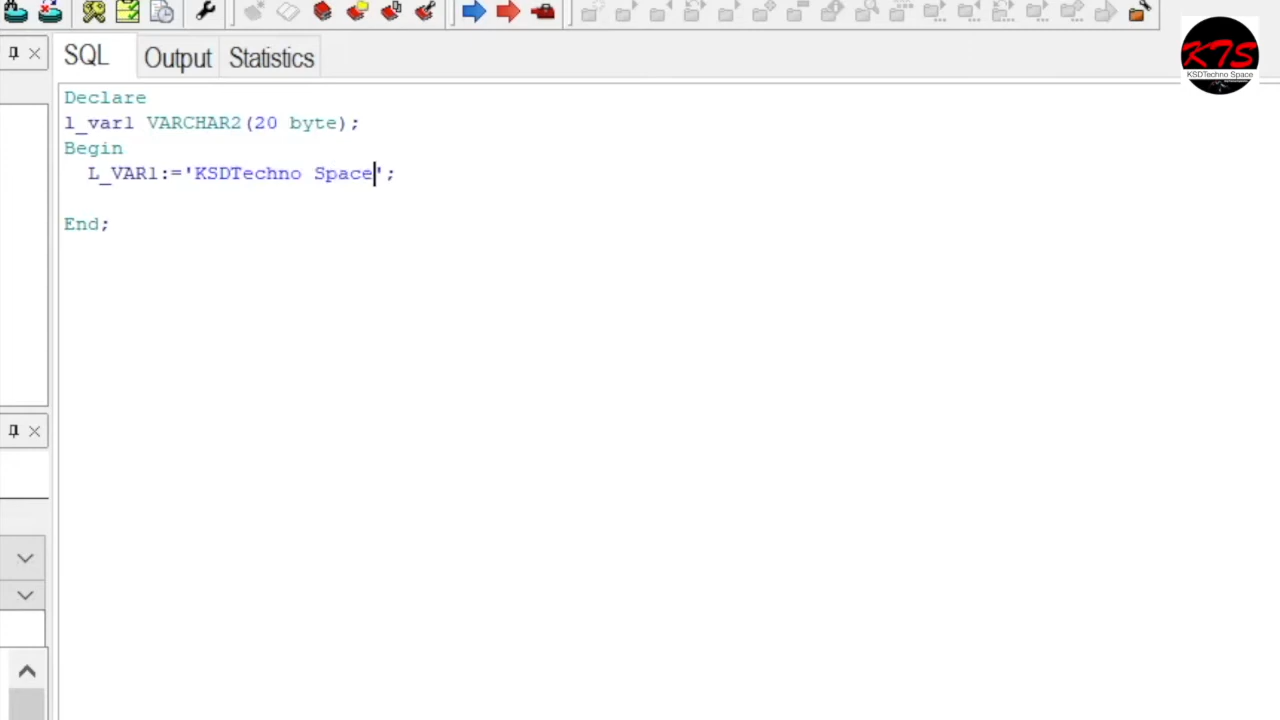 KTS
KSDTechno Space
SQL Output Statistics
Declare
l_var1 VARCHAR2(20 byte);
Begin
L_VAR1:='KSDTechno Space';
End;